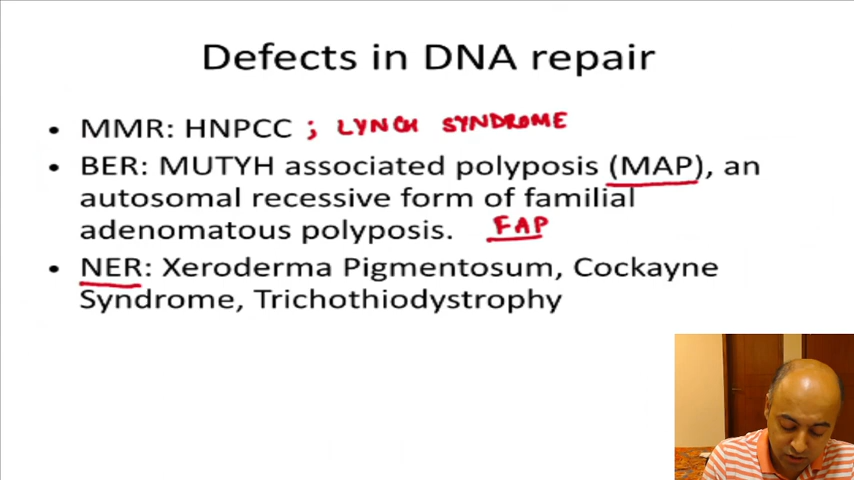 Defects in DNA repair
• MMR: HNPCC ; LYNCH SYNDROME
• BER: MUTYH associated polyposis (MAP), an
autosomal recessive form of familial
adenomatous polyposis. FAP
• NER: Xeroderma Pigmentosum, Cockayne
Syndrome, Trichothiodystrophy